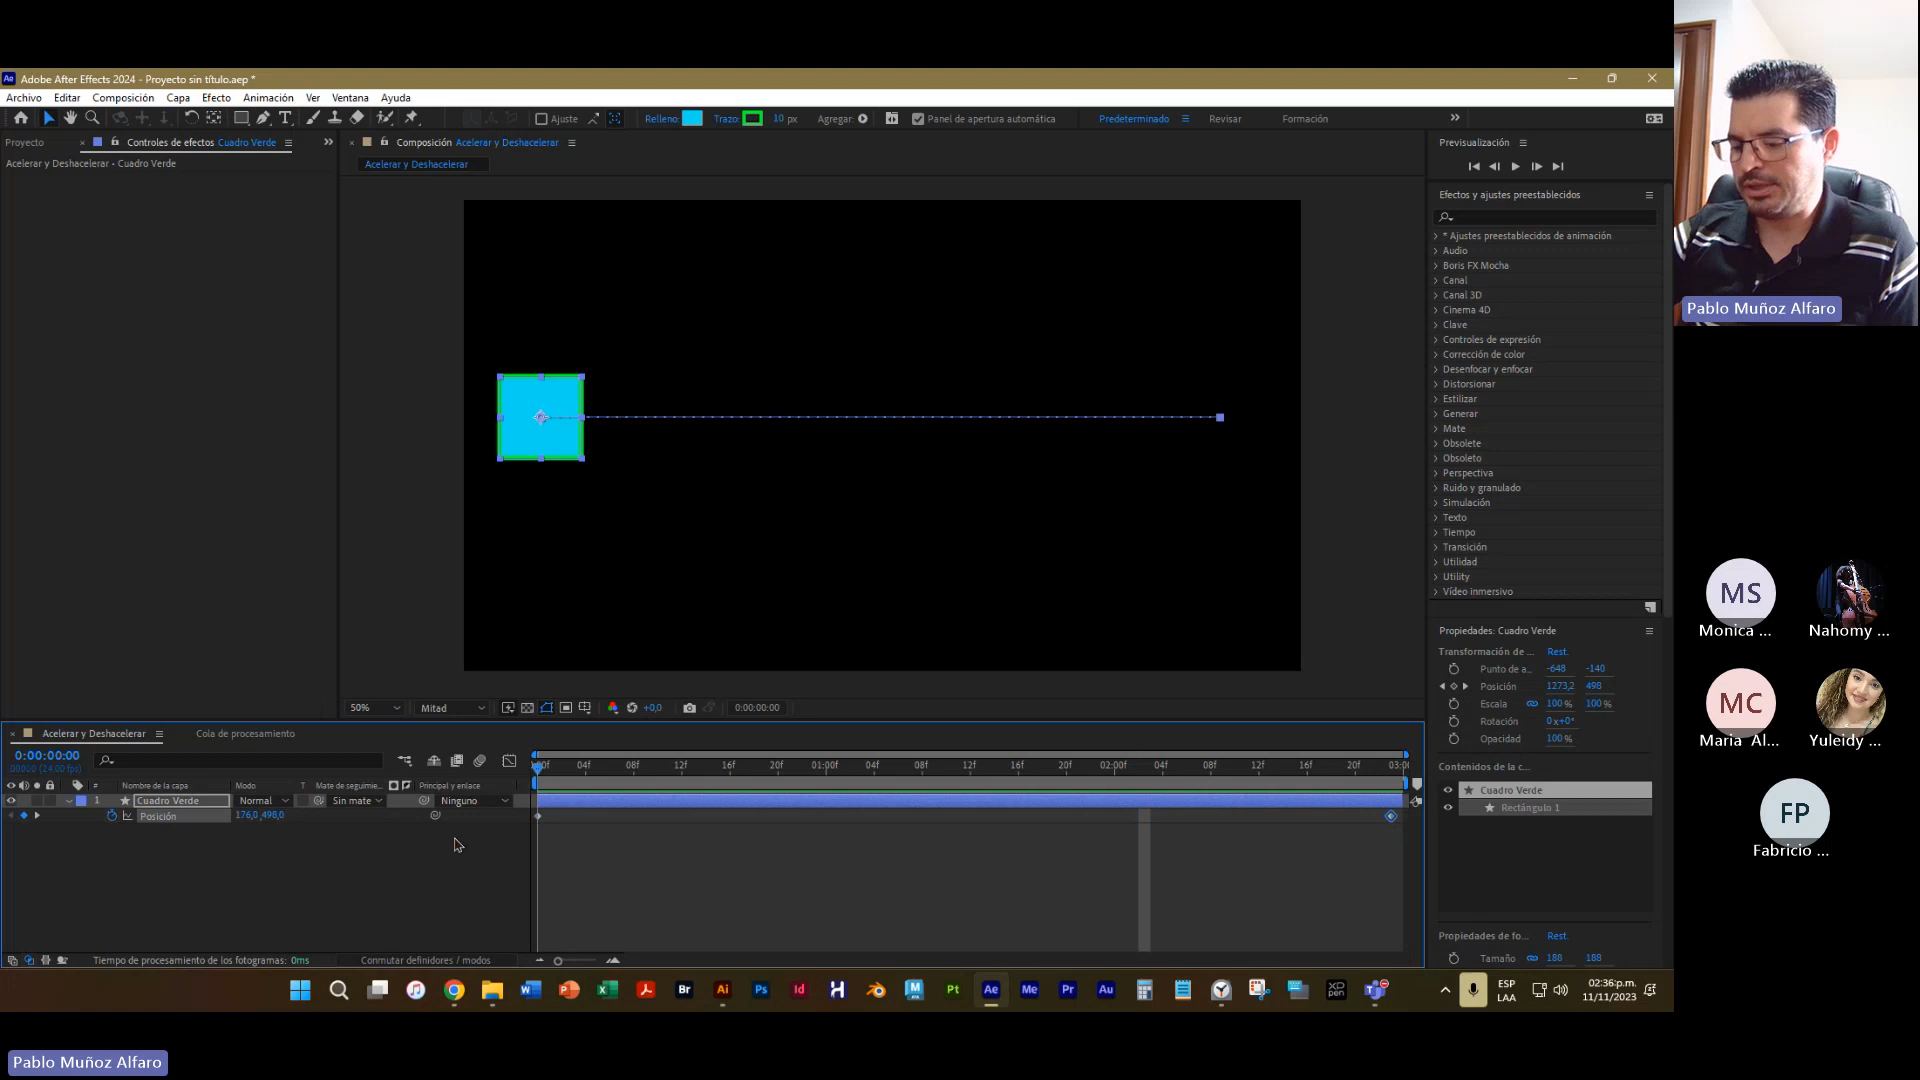 Adobe After Effects 2024 - Proyecto sin título.aep *
Archivo Editar Composición Capa Efecto Animación Ver Ventana Ayuda
Ajuste Relleno: Trazo: 10 px Agregar: Panel de apertura automática Predeterminado Revisar Formación
Proyecto Controles de efectos Cuadro Verde
Composición Acelerar y Deshacelerar
Previsualización
Acelerar y Deshacelerar • Cuadro Verde
Acelerar y Deshacelerar
Efectos y ajustes preestablecidos
* Ajustes preestablecidos de animación
Audio
Boris FX Mocha
Canal
Canal 3D
Cinema 4D
Clave
Controles de expresión
Corrección de color
Desenfocar y enfocar
Distorsionar
Estilizar
Generar
Mate
Obsolete
Obsoleto
Perspectiva
Ruido y granulado
Simulación
Texto
Tiempo
Transición
Utilidad
Utility
Vídeo inmersivo
Propiedades: Cuadro Verde
Transformación de ... Rest.
Punto de a... -648 -140
Posición 1273,2 498
Escala 100 % 100 %
Rotación 0 x+0°
Opacidad 100 %
Contenidos de la c...
Cuadro Verde
Rectángulo 1
Propiedades de fo... Rest.
Tamaño 188 188
50% Mitad +0,0 0:00:00:00
Acelerar y Deshacelerar Cola de procesamiento
0:00:00:00
00000 (24.00 fps)
04f 08f 12f 16f 20f 01:00f 04f 08f 12f 16f 20f 02:00f 04f 08f 12f 16f 20f
# Nombre de la capa Modo T Mate de seguimie... Principal y enlace
1 Cuadro Verde Normal Sin mate Ninguno
Posición 176,0,498,0
Tiempo de procesamiento de los fotogramas: 0ms Conmutar definidores / modos
W P X Br Ai Ps Id H M Pt Ae Me Pr Au
ESP
LAA
02:36 p.m.
11/11/2023
Pablo Muñoz Alfaro
MS
Monica ...
Nahomy ...
MC
Maria Al...
Yuleidy ...
FP
Fabricio ...
Pablo Muñoz Alfaro